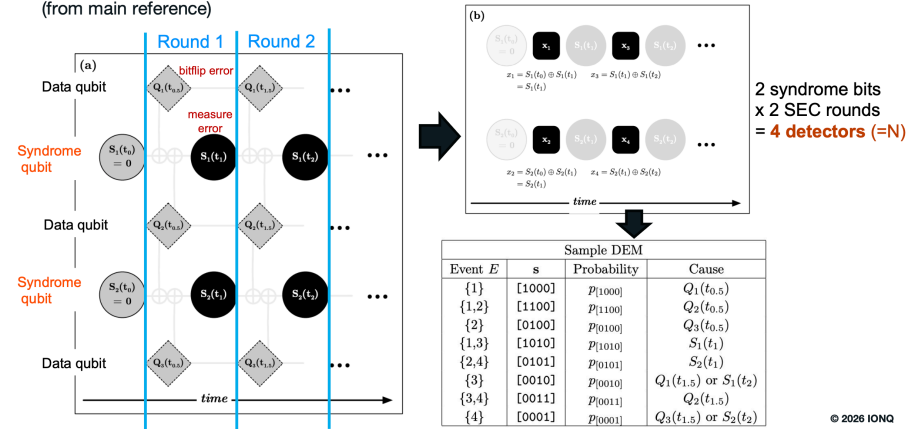 (from main reference)
Round 1 Round 2
(a)
bitflip error
Data qubit Q₁(t₀.₅) Q₁(t₁.₅) •••
measure
error
Syndrome
qubit
S₁(t₀)
= 0
S₁(t₁) S₁(t₂) •••
Data qubit Q₂(t₀.₅) Q₂(t₁.₅) •••
Syndrome
qubit
S₂(t₀)
= 0
S₂(t₁) S₂(t₂) •••
Data qubit Q₃(t₀.₅) Q₃(t₁.₅) •••
time
(b)
S₁(t₀)
= 0
x₁ S₁(t₁) x₃ S₁(t₂) •••
x₁ = S₁(t₀) ⊕ S₁(t₁) x₃ = S₁(t₁) ⊕ S₁(t₂)
= S₁(t₁)
S₂(t₀)
= 0
x₂ S₂(t₁) x₄ S₂(t₂) •••
x₂ = S₂(t₀) ⊕ S₂(t₁) x₄ = S₂(t₁) ⊕ S₂(t₂)
= S₂(t₁)
time
2 syndrome bits
x 2 SEC rounds
= 4 detectors (=N)
Sample DEM
Event E s Probability Cause
{1} [1000] p[1000] Q₁(t₀.₅)
{1,2} [1100] p[1100] Q₂(t₀.₅)
{2} [0100] p[0100] Q₃(t₀.₅)
{1,3} [1010] p[1010] S₁(t₁)
{2,4} [0101] p[0101] S₂(t₁)
{3} [0010] p[0010] Q₁(t₁.₅) or S₁(t₂)
{3,4} [0011] p[0011] Q₂(t₁.₅)
{4} [0001] p[0001] Q₃(t₁.₅) or S₂(t₂)
© 2026 IONQ